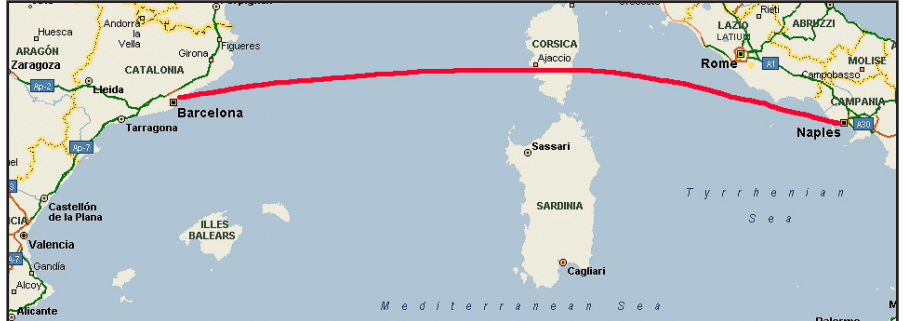 Huesca
Andorra
la
Vella
ARAGÓN
Zaragoza
Girona
Figueres
CATALONIA
Ap-2
Lleida
Barcelona
Tarragona
Ap-7
Castellón
de la Plana
Valencia
Gandía
Alcoy
Alicante
ILLES
BALEARS
CORSICA
Ajaccio
Sassari
SARDINIA
Cagliari
Rieti
LAZIO
LATIUM
ABRUZZI
Rome
A1
MOLISE
Campobasso
CAMPANIA
Naples
A30
Tyrrhenian
Sea
Mediterranean Sea